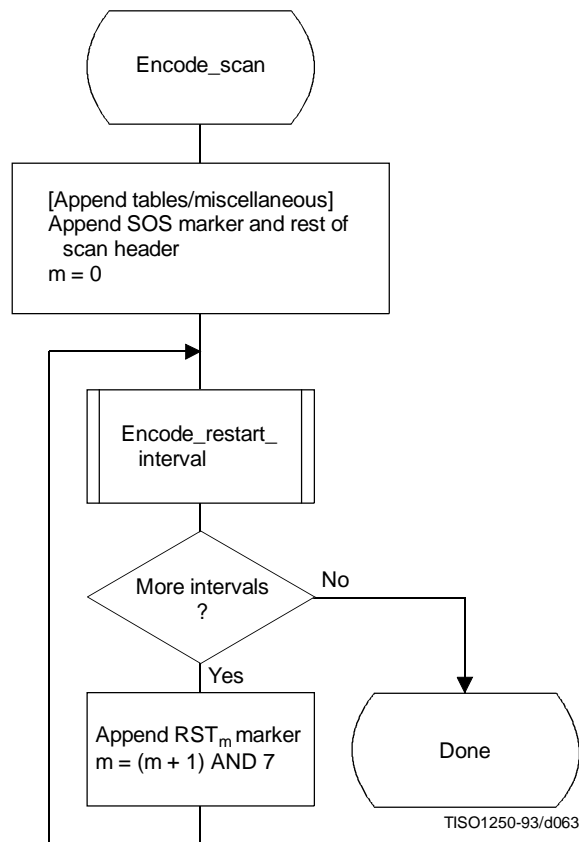 Encode_scan
[Append tables/miscellaneous]
Append SOS marker and rest of
scan header
m = 0
Encode_restart_
interval
More intervals
?
No
Yes
Append RSTm marker
m = (m + 1) AND 7
Done
TISO1250-93/d063